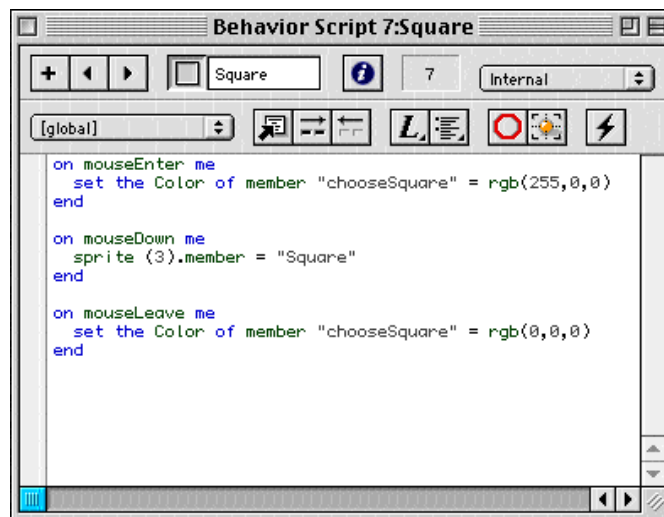 Behavior Script 7:Square
Square
7
Internal
[global]
on mouseEnter me
  set the Color of member "chooseSquare" = rgb(255,0,0)
end
on mouseDown me
  sprite (3).member = "Square"
end
on mouseLeave me
  set the Color of member "chooseSquare" = rgb(0,0,0)
end